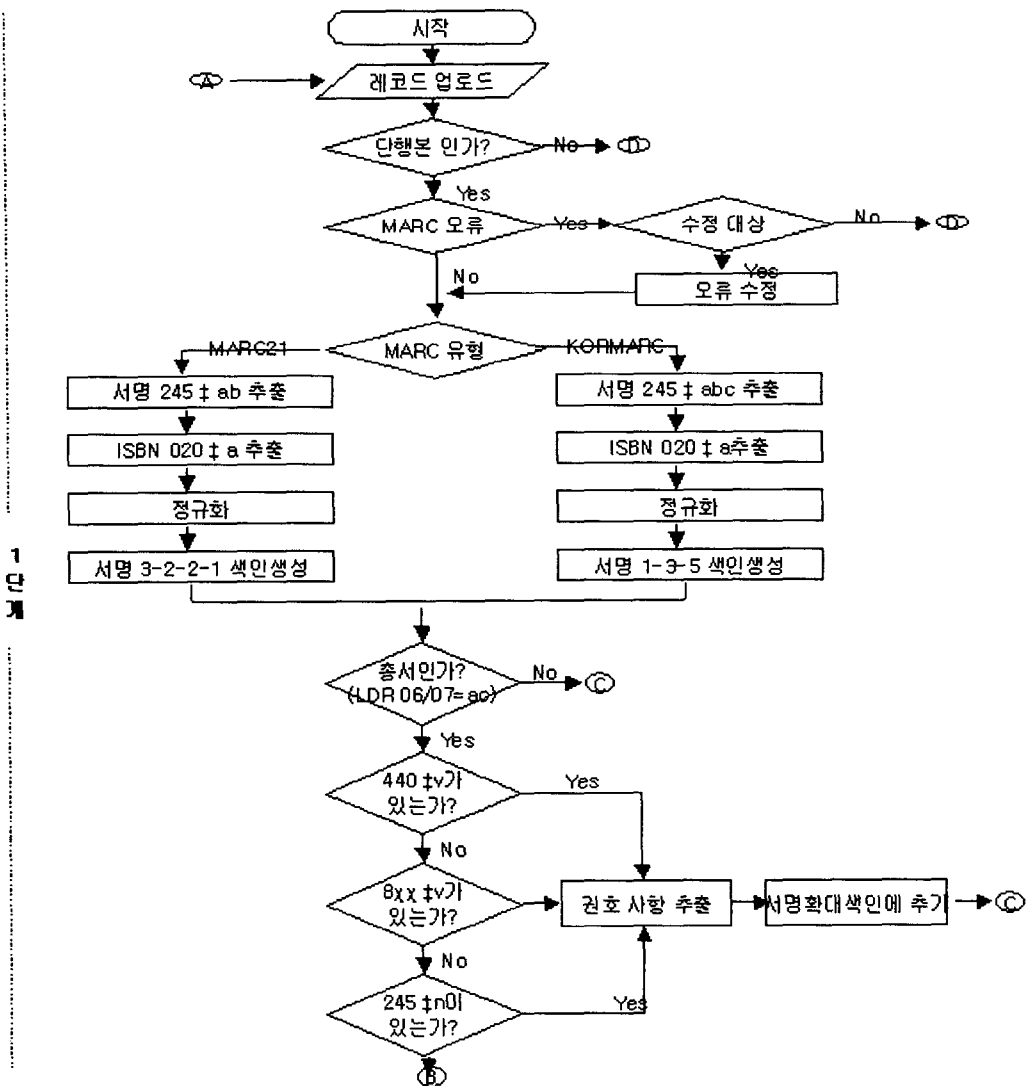 시작
Ⓐ
레코드 업로드
단행본 인가?
No
Ⓓ
Yes
MARC 오류
Yes
수정 대상
No
Ⓓ
Yes
오류 수정
No
MARC 유형
MARC21
KORMARC
서명 245 ‡ ab 추출
ISBN 020 ‡ a 추출
정규화
서명 3-2-2-1 색인생성
서명 245 ‡ abc 추출
ISBN 020 ‡ a추출
정규화
서명 1-3-5 색인생성
1
단
계
총서인가?
(LDR 06/07=ac)
No
Ⓒ
Yes
440 ‡v가
있는가?
Yes
No
8xx ‡v가
있는가?
권호 사항 추출
서명확대색인에 추가
Ⓒ
No
245 ‡n이
있는가?
Yes
Ⓑ